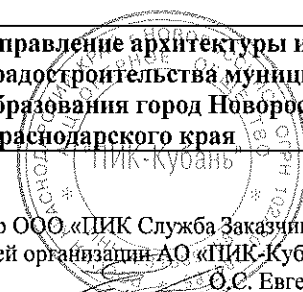 правление архитектуры и
радостроительства муници
бразования город Новорос
раснодарского края
ПИК-Кубань
р ООО «ПИК Служба Заказчи
ей организации АО «ПИК-Куб
О.С. Евге